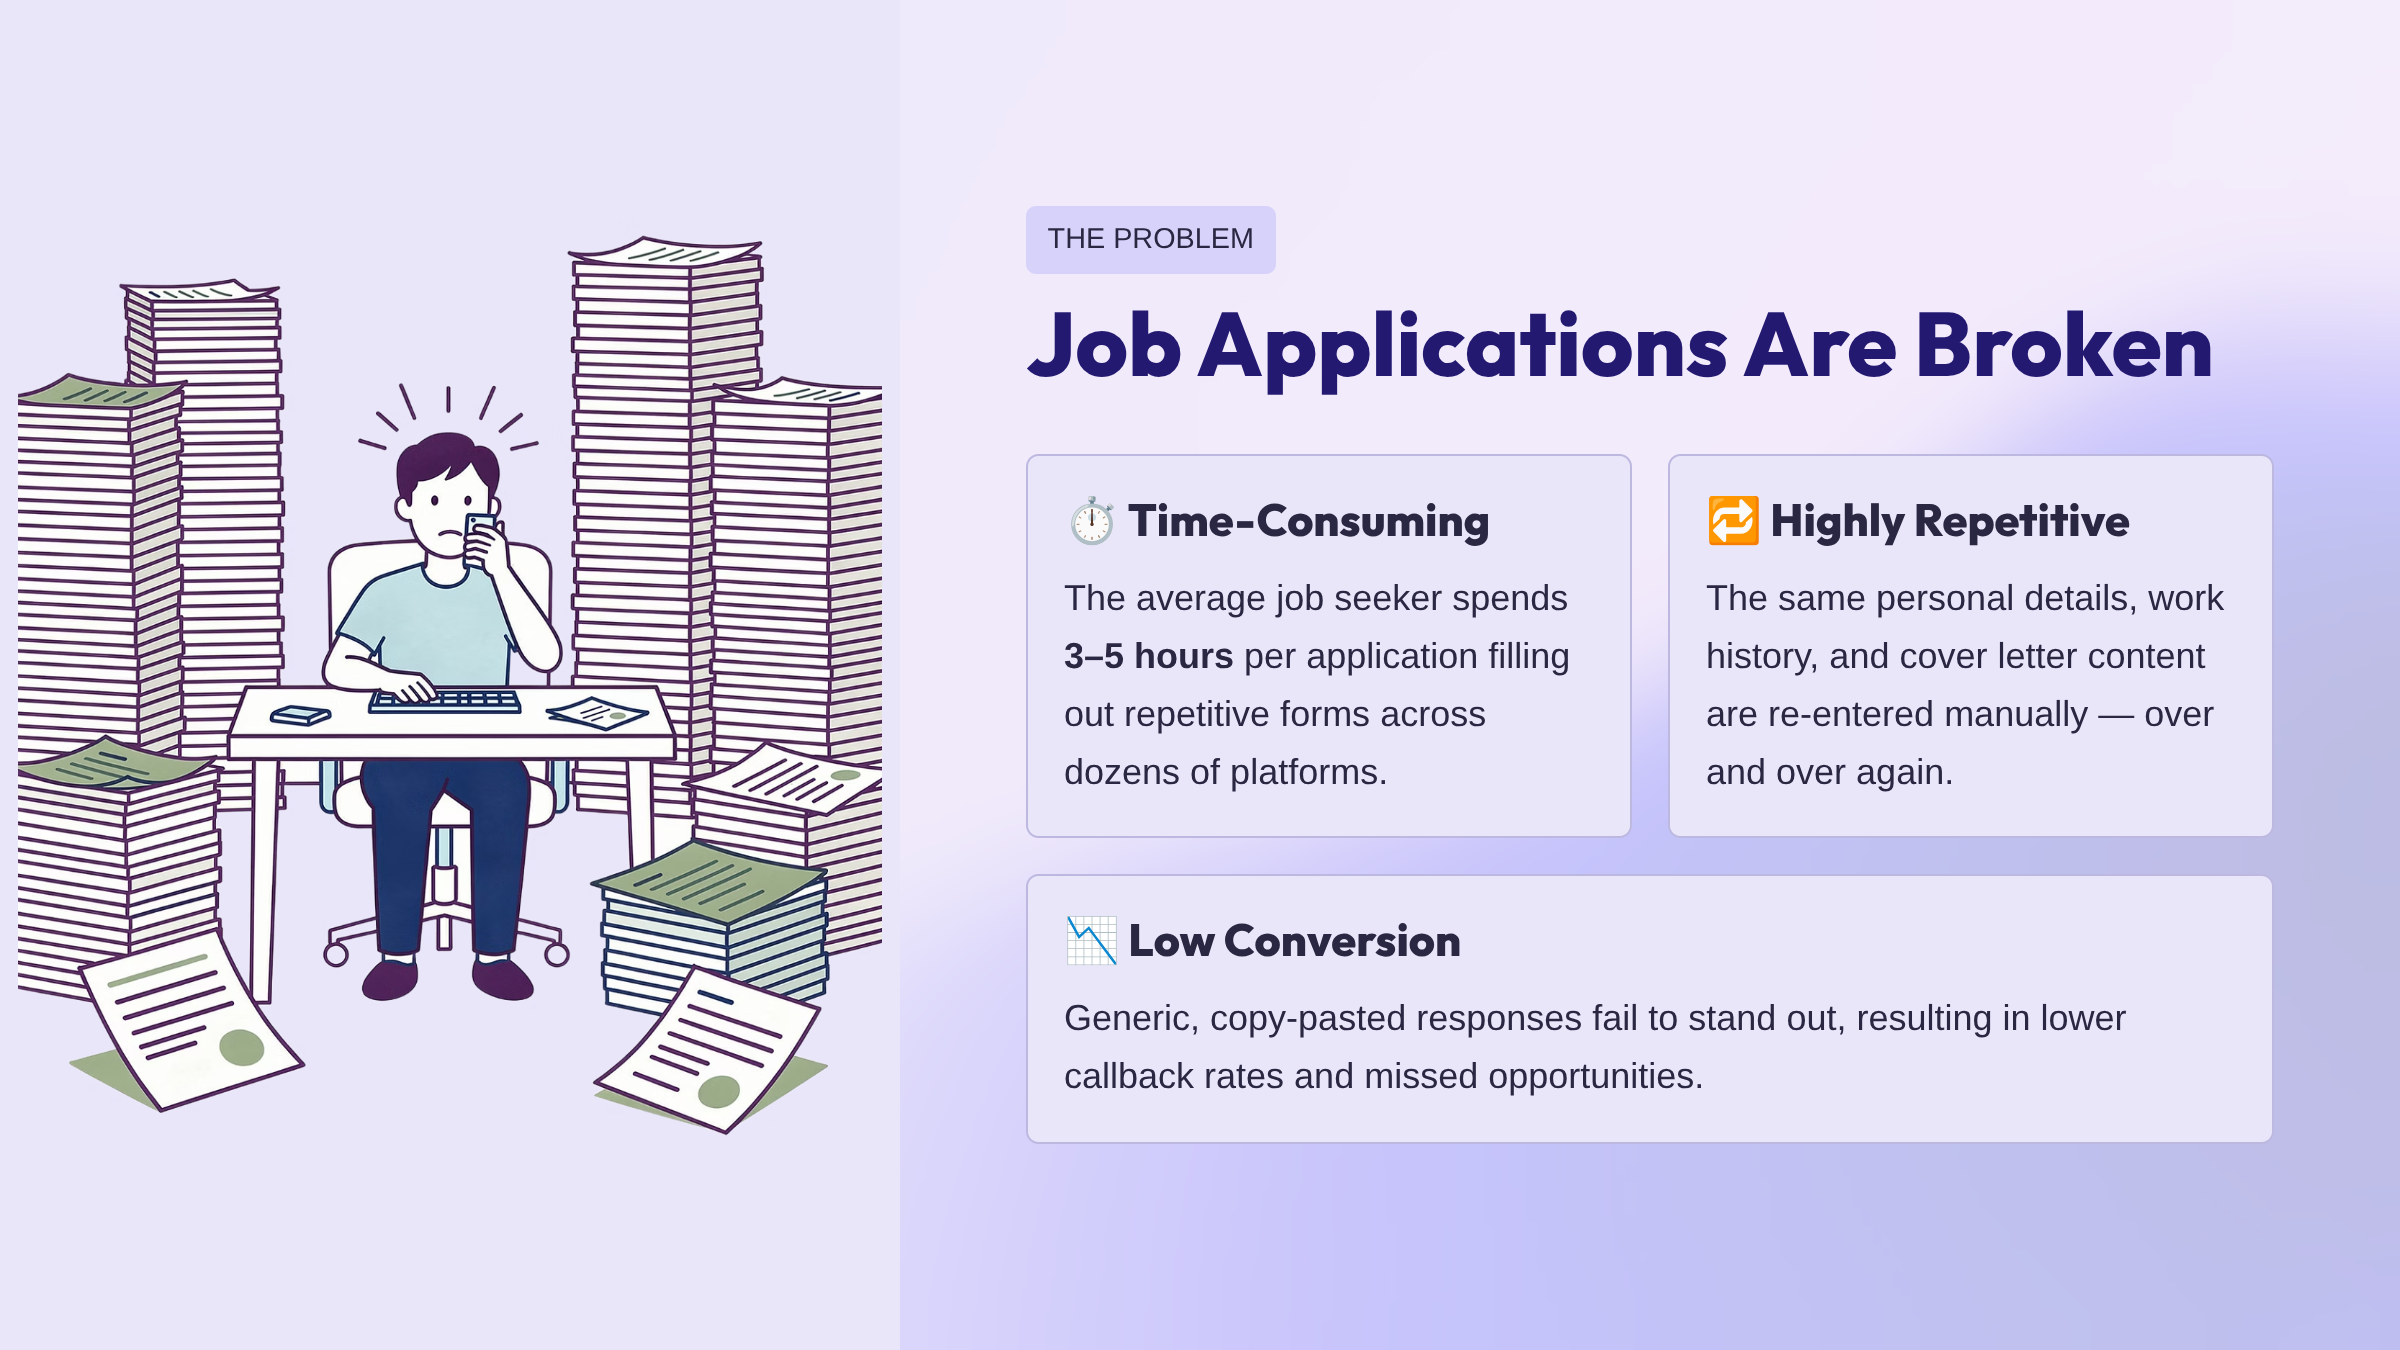 THE PROBLEM
Job Applications Are Broken
⏱️ Time-Consuming
The average job seeker spends
3–5 hours per application filling
out repetitive forms across
dozens of platforms.
🔁 Highly Repetitive
The same personal details, work
history, and cover letter content
are re-entered manually — over
and over again.
📉 Low Conversion
Generic, copy-pasted responses fail to stand out, resulting in lower
callback rates and missed opportunities.